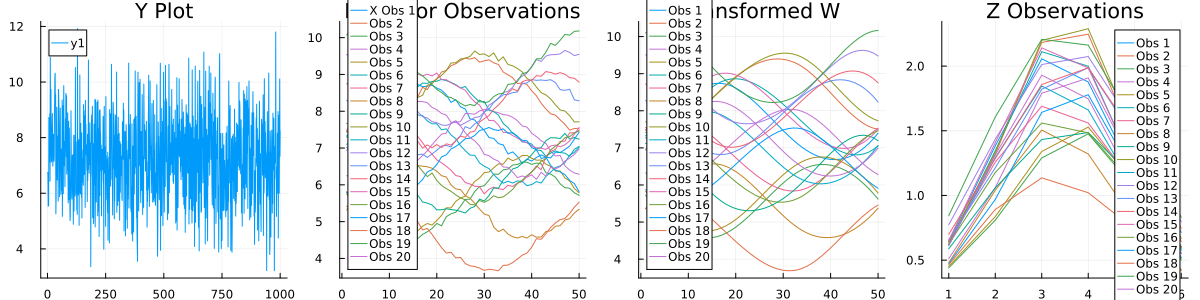 Y Plot
12
10
8
6
4
0
250
500
750
1000
y1
or Observations
10
9
8
7
6
5
4
0
10
20
30
40
50
X Obs 1
Obs 2
Obs 3
Obs 4
Obs 5
Obs 6
Obs 7
Obs 8
Obs 9
Obs 10
Obs 11
Obs 12
Obs 13
Obs 14
Obs 15
Obs 16
Obs 17
Obs 18
Obs 19
Obs 20
nsformed W
10
9
8
7
6
5
4
0
10
20
30
40
50
Obs 1
Obs 2
Obs 3
Obs 4
Obs 5
Obs 6
Obs 7
Obs 8
Obs 9
Obs 10
Obs 11
Obs 12
Obs 13
Obs 14
Obs 15
Obs 16
Obs 17
Obs 18
Obs 19
Obs 20
Z Observations
2.0
1.5
1.0
0.5
1
2
3
4
Obs 1
Obs 2
Obs 3
Obs 4
Obs 5
Obs 6
Obs 7
Obs 8
Obs 9
Obs 10
Obs 11
Obs 12
Obs 13
Obs 14
Obs 15
Obs 16
Obs 17
Obs 18
Obs 19
Obs 20